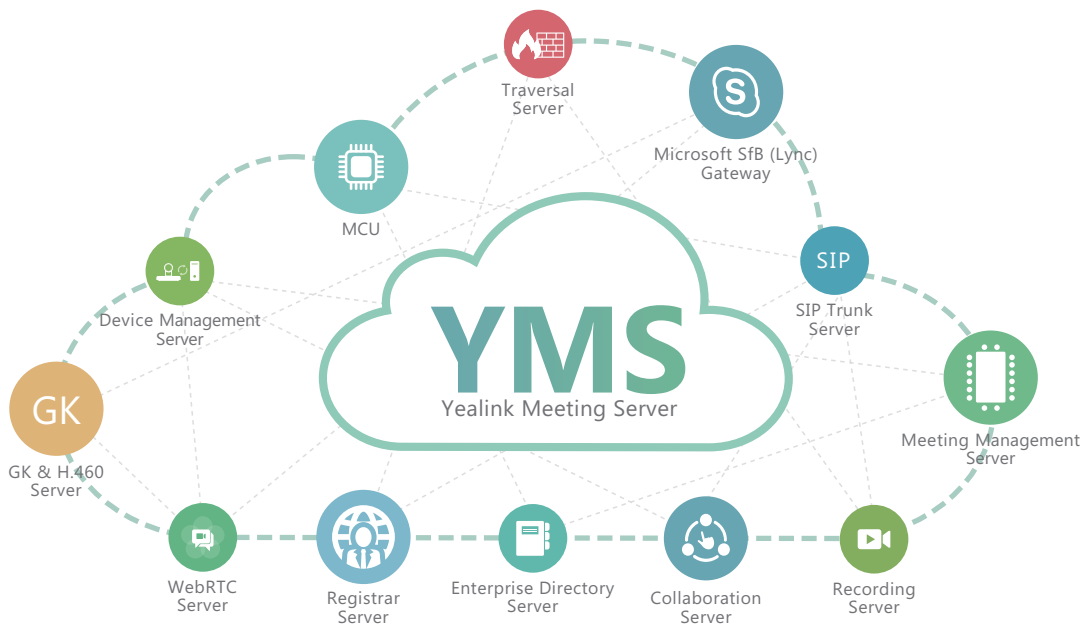 Traversal
Server
S
Microsoft SfB (Lync)
Gateway
MCU
SIP
SIP Trunk
Server
Device Management
Server
YMS
Yealink Meeting Server
GK
GK & H.460
Server
Meeting Management
Server
WebRTC
Server
Registrar
Server
Enterprise Directory
Server
Collaboration
Server
Recording
Server